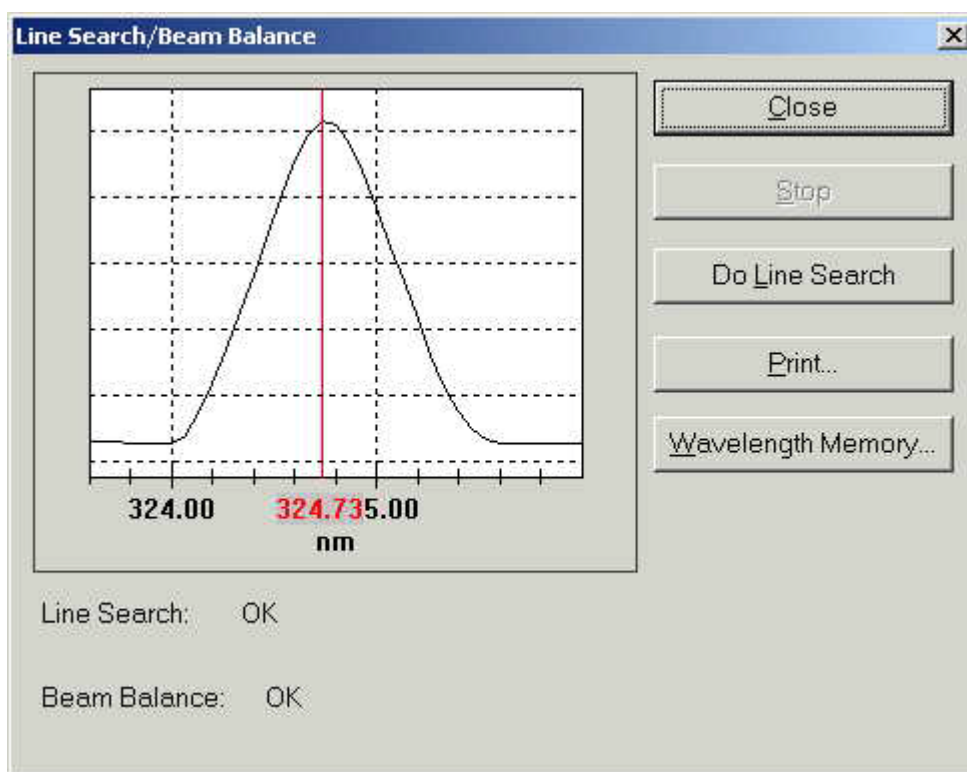 Line Search/Beam Balance
Close
Stop
Do Line Search
Print...
Wavelength Memory...
324.00 324.735.00
nm
Line Search: OK
Beam Balance: OK